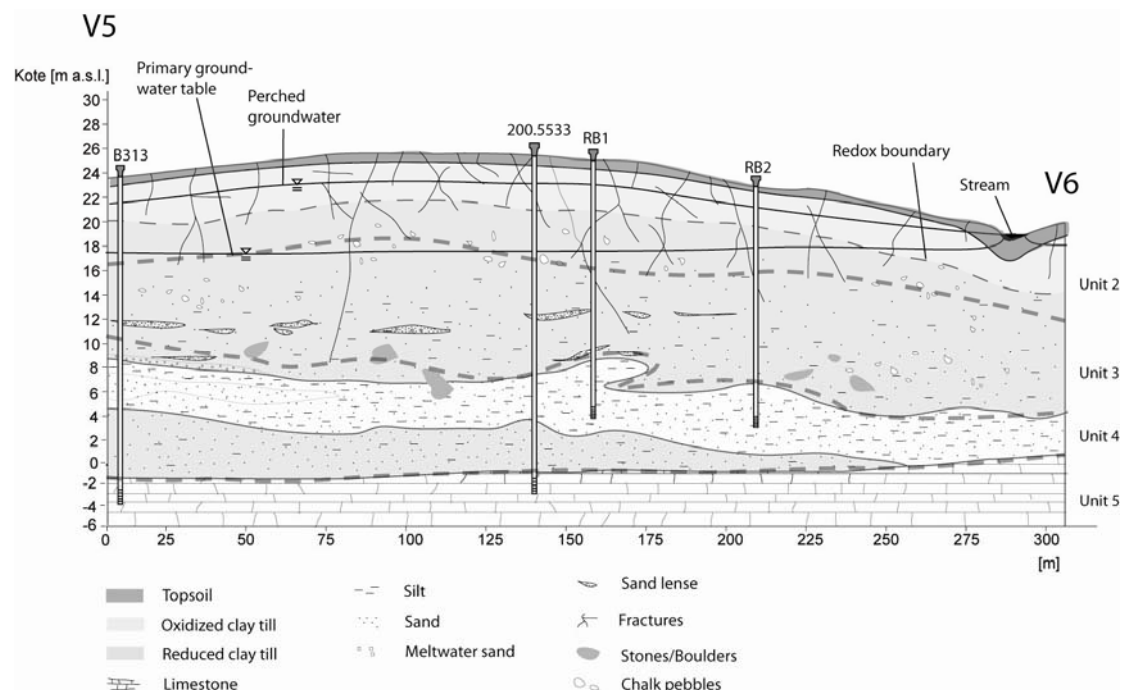 V5
Kote [m a.s.l.]
Primary ground-
water table
Perched
groundwater
200.5533
RB1
B313
RB2
Redox boundary
Stream
V6
30
28
26
24
22
20
18
16
14
12
10
8
6
4
2
0
-2
-4
-6
Unit 2
Unit 3
Unit 4
Unit 5
0
25
50
75
100
125
150
175
200
225
250
275
300
[m]
Topsoil
Oxidized clay till
Reduced clay till
Limestone
Silt
Sand
Meltwater sand
Sand lense
Fractures
Stones/Boulders
Chalk pebbles